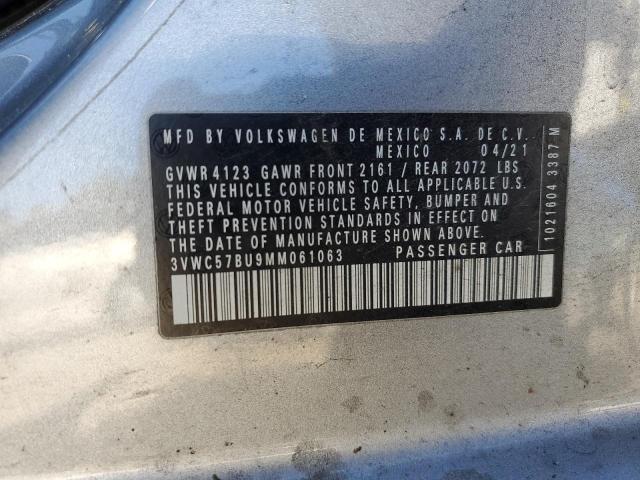 MFD BY VOLKSWAGEN DE MEXICO S.A. DE C.V.
MEXICO 04/21
GVWR 4123 GAWR FRONT 2161 / REAR 2072 LBS
THIS VEHICLE CONFORMS TO ALL APPLICABLE U.S.
FEDERAL MOTOR VEHICLE SAFETY, BUMPER AND
THEFT PREVENTION STANDARDS IN EFFECT ON
THE DATE OF MANUFACTURE SHOWN ABOVE.
3VWC57BU9MM061063 PASSENGER CAR
1021604 3387 M